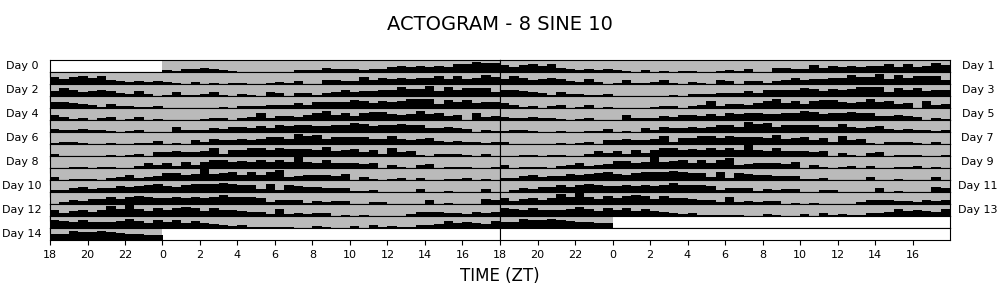 ACTOGRAM - 8 SINE 10
Day 0 Day 1
Day 2 Day 3
Day 4 Day 5
Day 6 Day 7
Day 8 Day 9
Day 10 Day 11
Day 12 Day 13
Day 14
18 20 22 0 2 4 6 8 10 12 14 16 18 20 22 0 2 4 6 8 10 12 14 16
TIME (ZT)